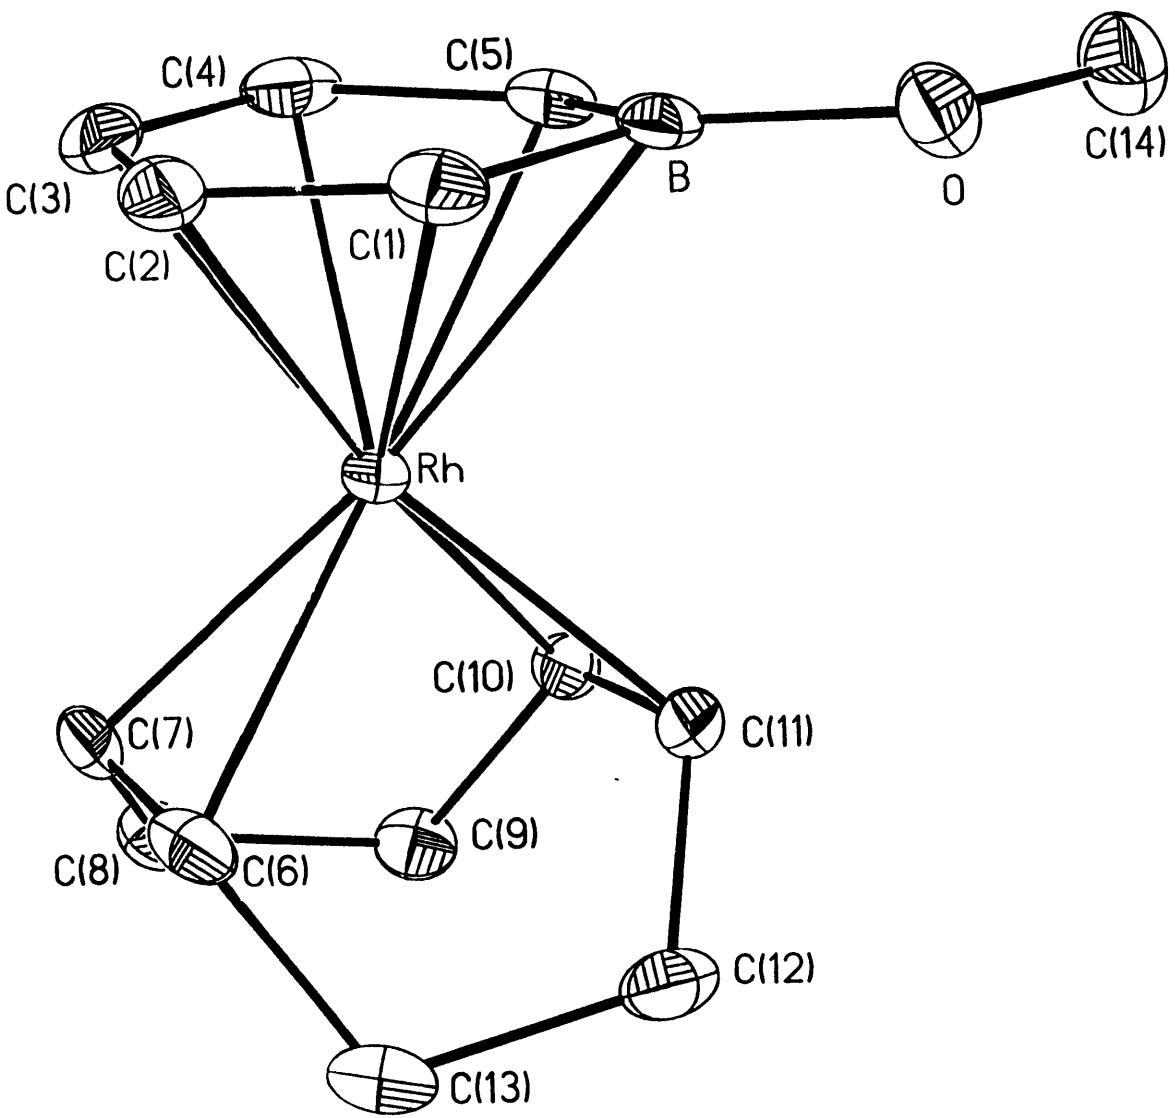 C(5)
C(4)
C(14)
B
C(3)
O
C(1)
C(2)
Rh
C(10)
C(7)
C(11)
C(9)
C(8)
C(6)
C(12)
C(13)